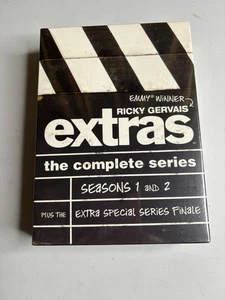 EMMY® WINNER
RICKY GERVAIS
extras
the complete series
SEASONS 1 AND 2
PLUS THE EXTRA SPECIAL SERIES FINALE